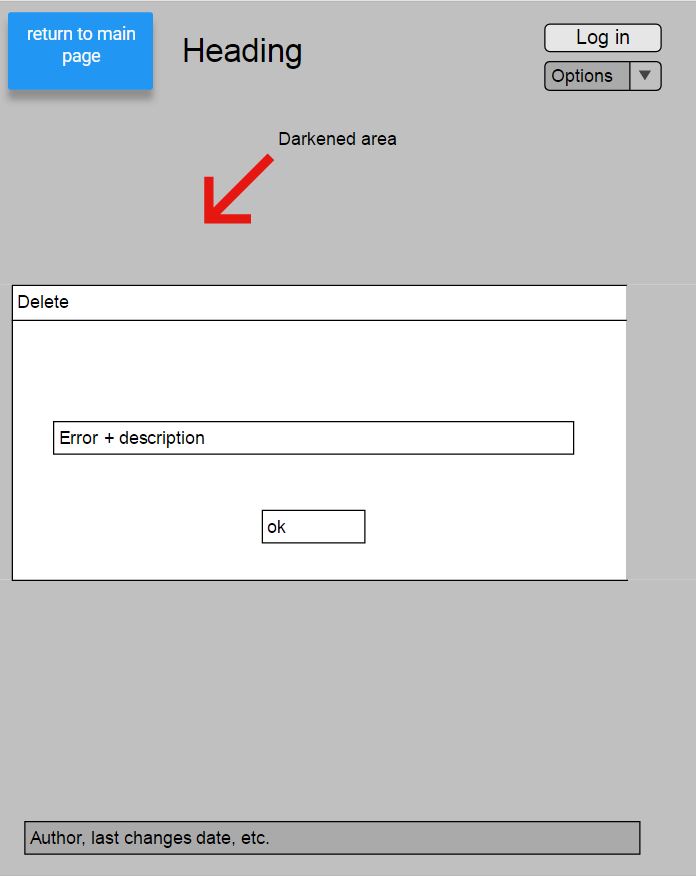 return to main
page
Heading
Log in
Options
Darkened area
Delete
Error + description
ok
Author, last changes date, etc.